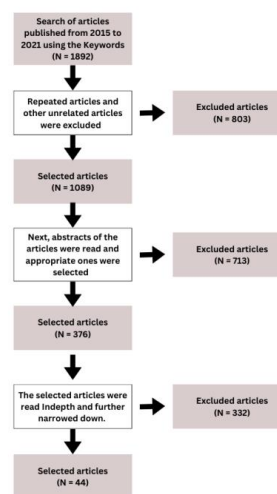 Search of articles
published from 2015 to
2021 using the Keywords
(N = 1892)
Repeated articles and
other unrelated articles
were excluded
Excluded articles
(N = 803)
Selected articles
(N = 1089)
Next, abstracts of the
articles were read and
appropriate ones were
selected
Excluded articles
(N = 713)
Selected articles
(N = 376)
The selected articles were
read Indepth and further
narrowed down.
Excluded articles
(N = 332)
Selected articles
(N = 44)